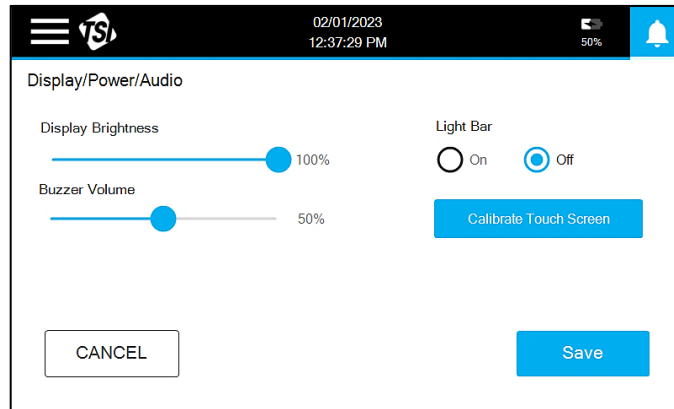 TSI
02/01/2023
12:37:29 PM
50%
Display/Power/Audio
Display Brightness
100%
Buzzer Volume
50%
Light Bar
On
Off
Calibrate Touch Screen
CANCEL
Save